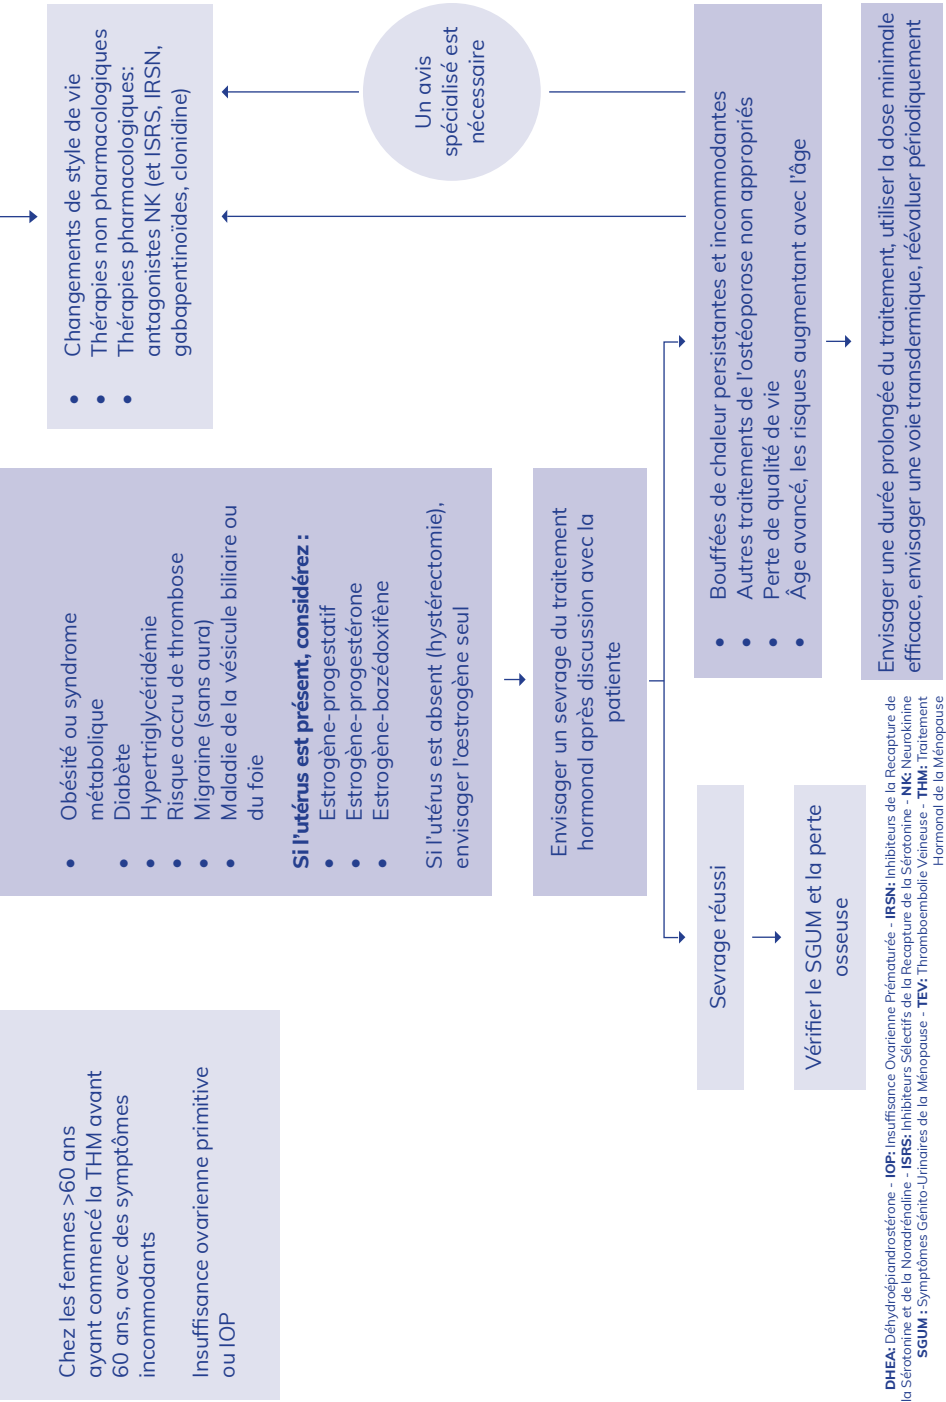 Chez les femmes >60 ans
ayant commencé la THM avant
60 ans, avec des symptômes
incommodants
Insuffisance ovarienne primitive
ou IOP
• Obésité ou syndrome
métabolique
• Diabète
• Hypertriglycéridémie
• Risque accru de thrombose
• Migraine (sans aura)
• Maladie de la vésicule biliaire ou
du foie
Si l'utérus est présent, considérez :
• Estrogène-progestatif
• Estrogène-progestérone
• Estrogène-bazédoxifène
Si l'utérus est absent (hystérectomie),
envisager l'œstrogène seul
• Changements de style de vie
• Thérapies non pharmacologiques
• Thérapies pharmacologiques:
antagonistes NK (et ISRS, IRSN,
gabapentinoïdes, clonidine)
Un avis
spécialisé est
nécessaire
Envisager un sevrage du traitement
hormonal après discussion avec la
patiente
Sevrage réussi
Vérifier le SGUM et la perte
osseuse
• Bouffées de chaleur persistantes et incommodantes
• Autres traitements de l'ostéoporose non appropriés
• Perte de qualité de vie
• Âge avancé, les risques augmentant avec l'âge
Envisager une durée prolongée du traitement, utiliser la dose minimale
efficace, envisager une voie transdermique, réévaluer périodiquement
DHEA: Déhydroépiandrostérone - IOP: Insuffisance Ovarienne Prématurée - IRSN: Inhibiteurs de la Recapture de
la Sérotonine et de la Noradrénaline - ISRS: Inhibiteurs Sélectifs de la Recapture de la Sérotonine - NK: Neurokinine
SGUM : Symptômes Génito-Urinaires de la Ménopause - TEV: Thromboembolie Veineuse - THM: Traitement
Hormonal de la Ménopause